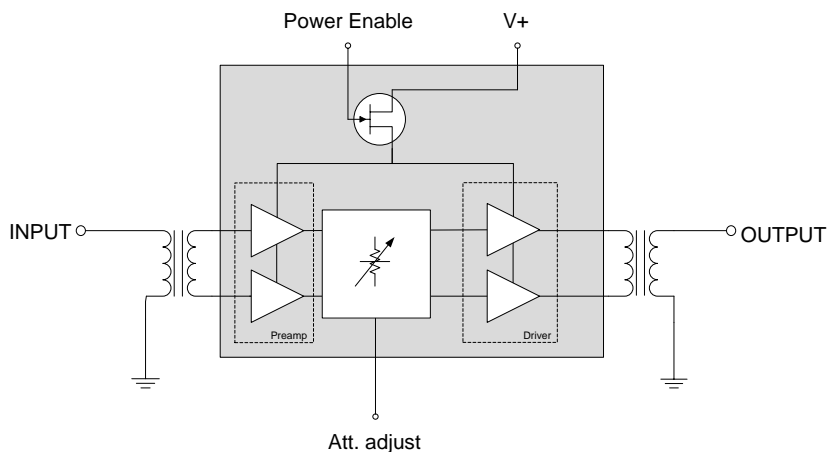 Power Enable
V+
INPUT
OUTPUT
Preamp
Driver
Att. adjust